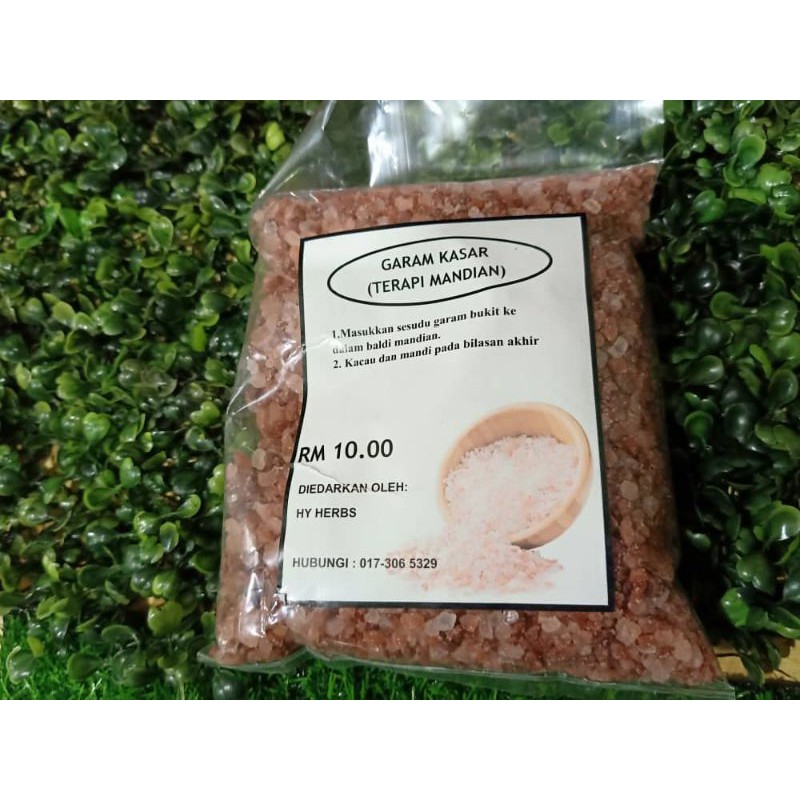 GARAM KASAR
(TERAPI MANDIAN)
1.Masukkan sesudu garam bukit ke
dalam baldi mandian.
2. Kacau dan mandi pada bilasan akhir
RM 10.00
DIEDARKAN OLEH:
HY HERBS
HUBUNGI : 017-306 5329